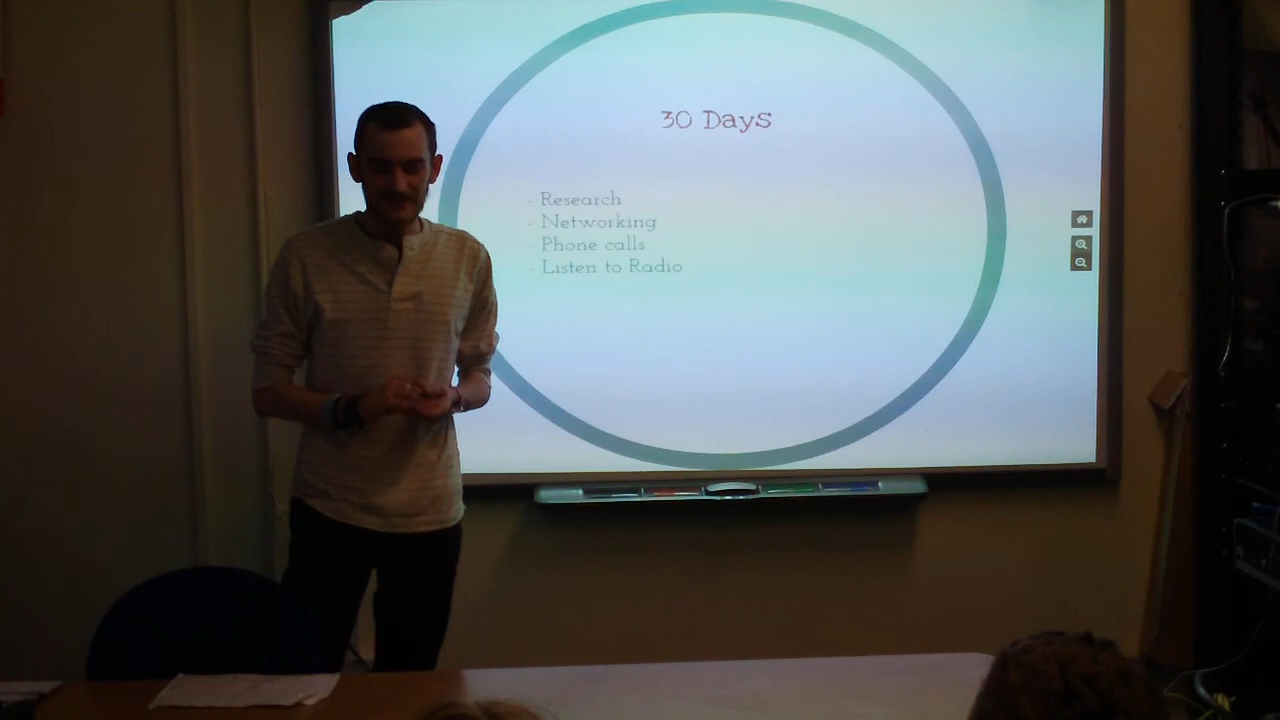 30 Days
- Research
- Networking
- Phone calls
- Listen to Radio